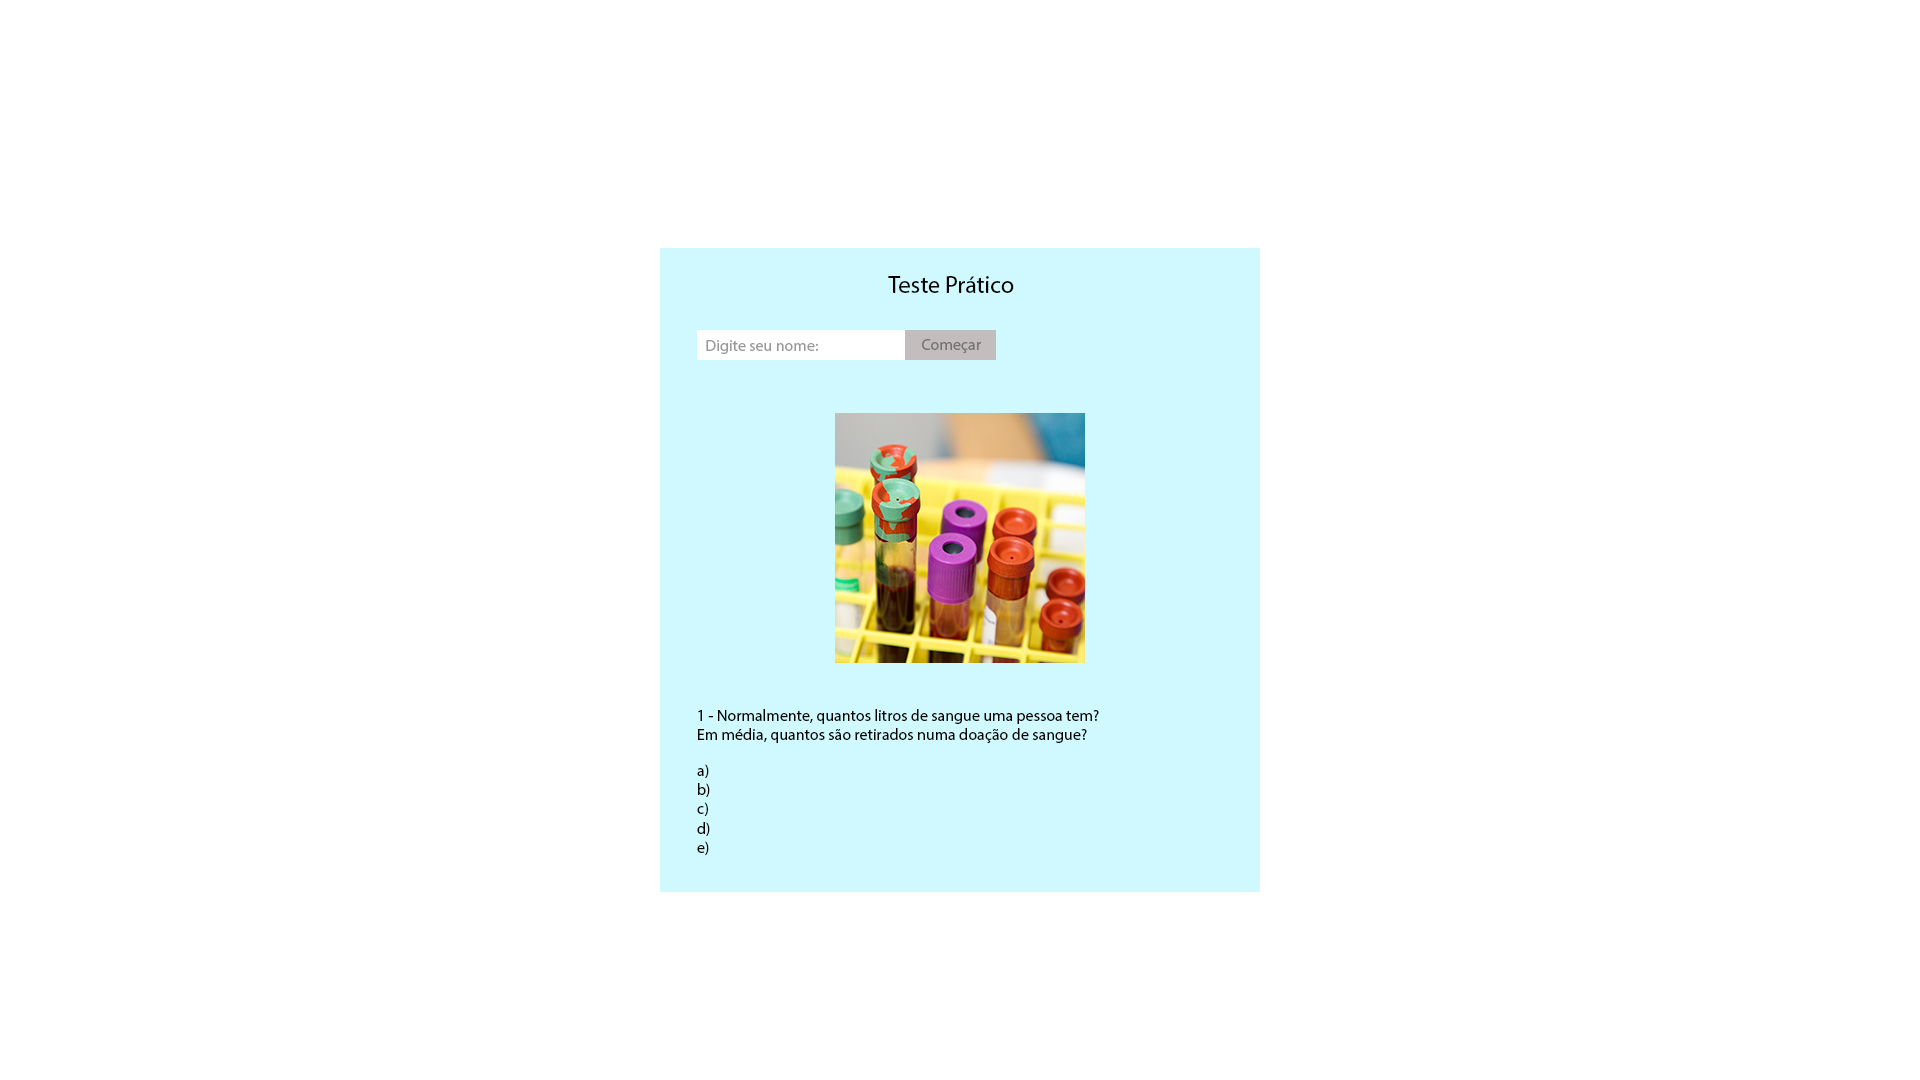 Teste Prático
Digite seu nome:
Começar
1 - Normalmente, quantos litros de sangue uma pessoa tem?
Em média, quantos são retirados numa doação de sangue?
a)
b)
c)
d)
e)